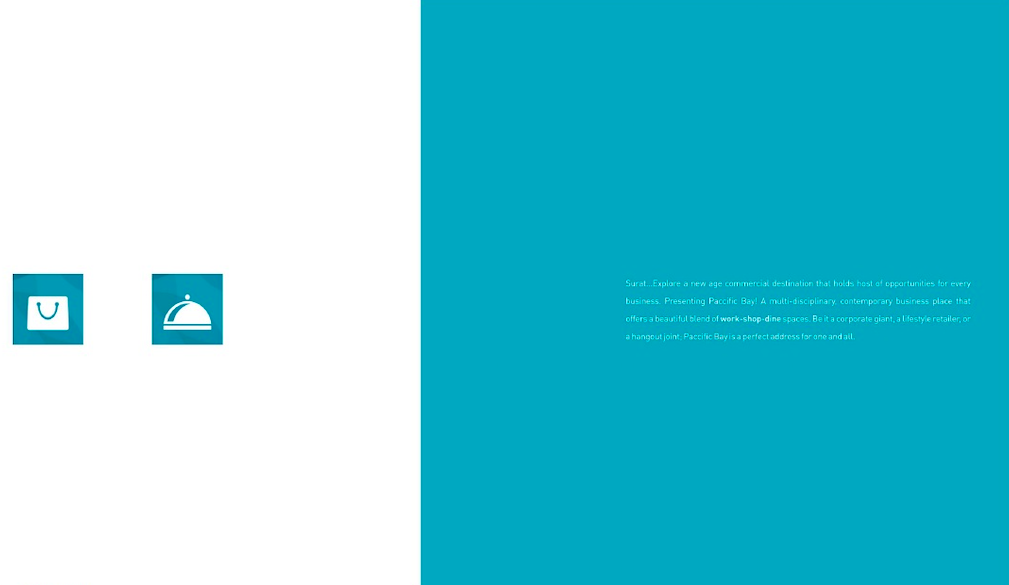 Surat...Explore a new age commercial destination that holds host of opportunities for every
business. Presenting Paccific Bay! A multi-disciplinary, contemporary business place that
offers a beautiful blend of work-shop-dine spaces. Be it a corporate giant, a lifestyle retailer, or
a hangout joint; Paccific Bay is a perfect address for one and all.